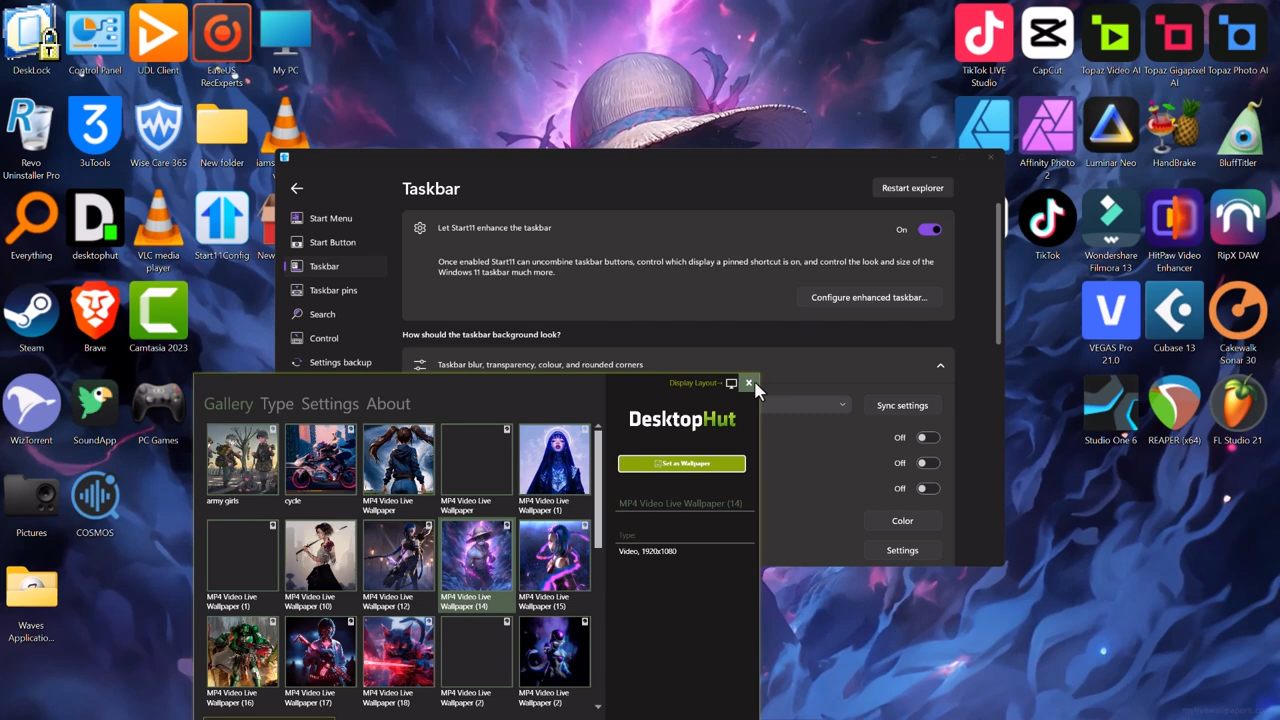 DeskLock
Control Panel
UDL Client
EaseUS
RecExperts
My PC
TikTok LIVE
Studio
CapCut
Topaz Video AI
Topaz Gigapixel
AI
Topaz Photo AI
Revo
Uninstaller Pro
3uTools
Wise Care 365
New folder
Affinity Photo
2
Luminar Neo
HandBrake
BluffTitler
Everything
desktophut
VLC media
player
Start11Config
TikTok
Wondershare
Filmora 13
HitPaw Video
Enhancer
RipX DAW
Steam
Brave
Camtasia 2023
VEGAS Pro
21.0
Cubase 13
Cakewalk
Sonar 30
WizTorrent
SoundApp
PC Games
Studio One 6
REAPER (x64)
FL Studio 21
Pictures
COSMOS
Waves
Applicatio...
Taskbar
Restart explorer
Start Menu
Start Button
Taskbar
Taskbar pins
Search
Control
Settings backup
Let Start11 enhance the taskbar
On
Once enabled Start11 can uncombine taskbar buttons, control which display a pinned shortcut is on, and control the look and size of the
Windows 11 taskbar much more.
Configure enhanced taskbar...
How should the taskbar background look?
Taskbar blur, transparency, colour, and rounded corners
Sync settings
Off
Off
Off
Color
Settings
Display Layout→
Gallery Type Settings About
DesktopHut
Set as Wallpaper
MP4 Video Live Wallpaper (14)
Type:
Video, 1920x1080
army girls
cycle
MP4 Video Live
Wallpaper
MP4 Video Live
Wallpaper
MP4 Video Live
Wallpaper (1)
MP4 Video Live
Wallpaper (1)
MP4 Video Live
Wallpaper (10)
MP4 Video Live
Wallpaper (12)
MP4 Video Live
Wallpaper (14)
MP4 Video Live
Wallpaper (15)
MP4 Video Live
Wallpaper (16)
MP4 Video Live
Wallpaper (17)
MP4 Video Live
Wallpaper (18)
MP4 Video Live
Wallpaper (2)
MP4 Video Live
Wallpaper (2)